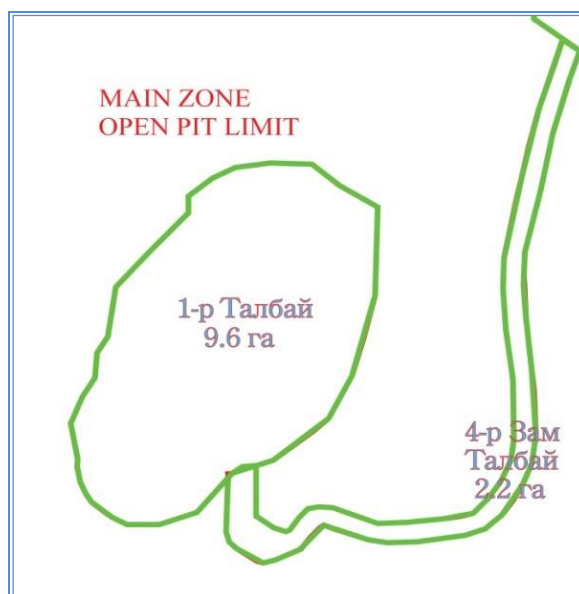 MAIN ZONE
OPEN PIT LIMIT
1-р Талбай
9.6 га
4-р Зам
Талбай
2.2 га